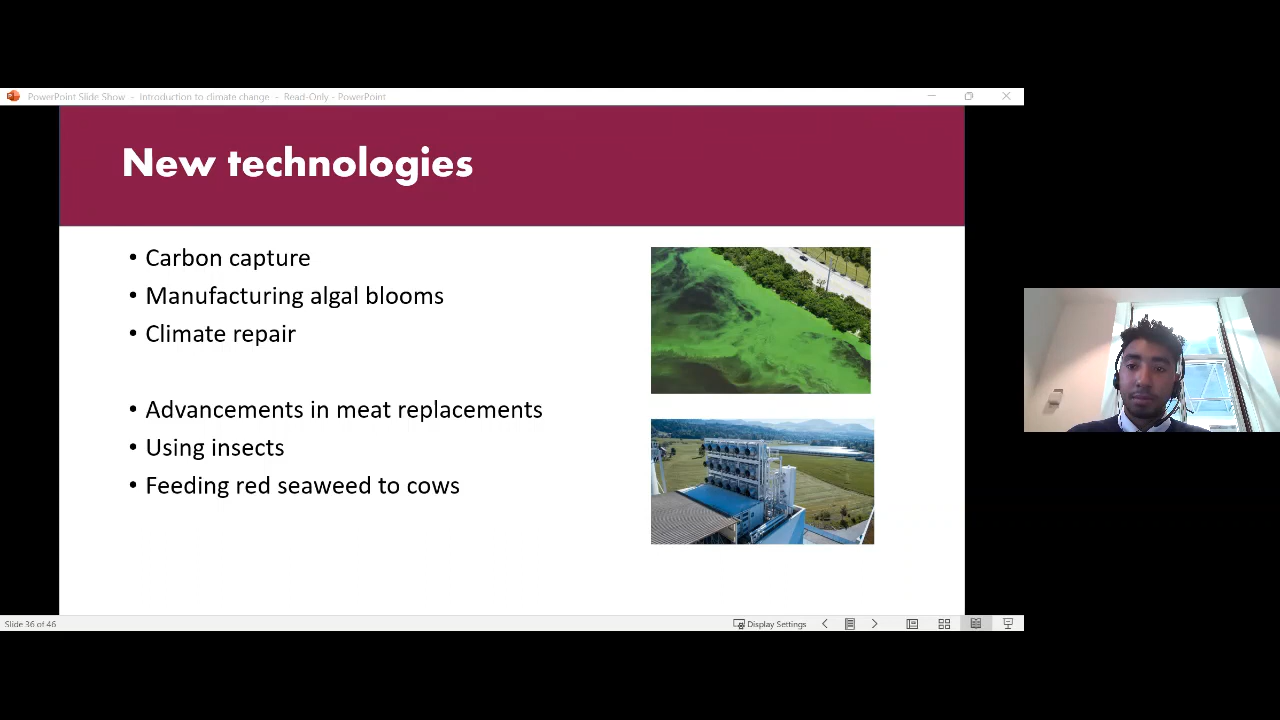 PowerPoint Slide Show - Introduction to climate change - Read-Only - PowerPoint
New technologies
• Carbon capture
• Manufacturing algal blooms
• Climate repair
• Advancements in meat replacements
• Using insects
• Feeding red seaweed to cows
Slide 36 of 46
Display Settings